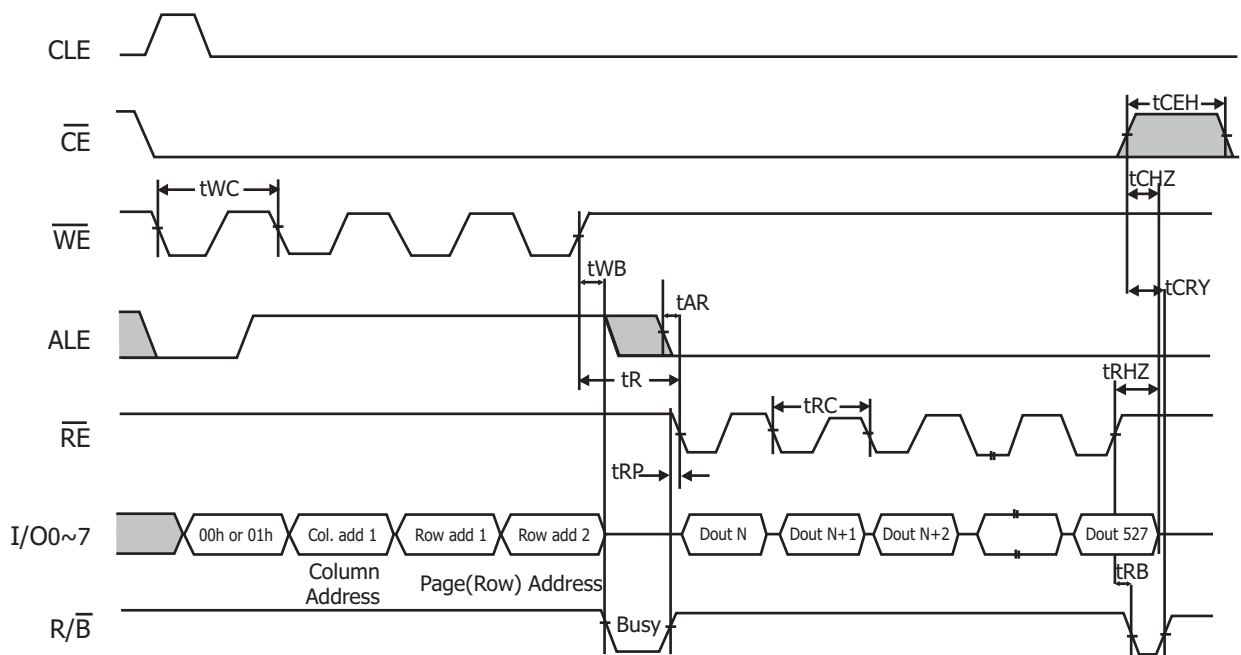 CLE
tCEH
CE
tWC
tCHZ
WE
tWB
tCRY
tAR
ALE
tR
tRHZ
tRC
RE
tRP
I/O0~7
00h or 01h
Col. add 1
Row add 1
Row add 2
Dout N
Dout N+1
Dout N+2
Dout 527
Column
Address
Page(Row) Address
tRB
R/B
Busy